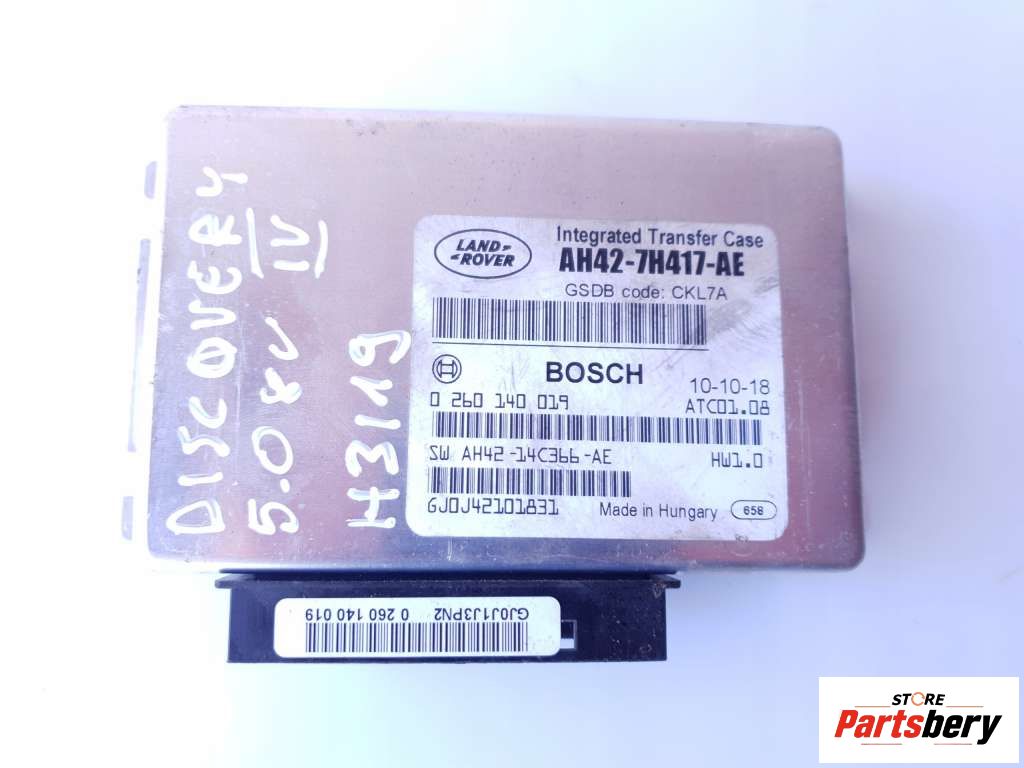 DISCOVERY IV
5.0 8V
H3119
LAND-
ROVER
Integrated Transfer Case
AH42-7H417-AE
GSDB code: CKL7A
BOSCH
10-10-18
0 260 140 019
ATC01.08
SW AH42-14C366-AE
HW1.0
GJ0J42101831
Made in Hungary
658
GJ0J1J3PN2 0 260 140 019
STORE
Partsbery